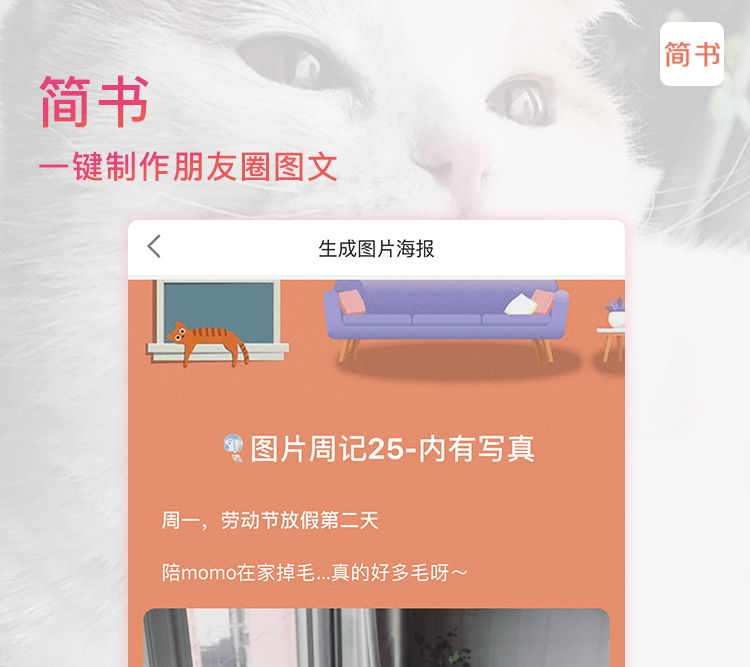 简书
简书
一键制作朋友圈图文
生成图片海报
图片周记25-内有写真
周一，劳动节放假第二天
陪momo在家掉毛...真的好多毛呀～